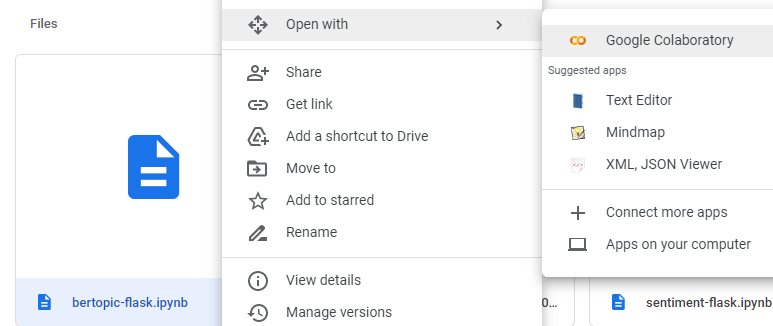 Files
Open with
Share
Get link
Add a shortcut to Drive
Move to
Add to starred
Rename
View details
Manage versions
Google Colaboratory
Suggested apps
Text Editor
Mindmap
XML, JSON Viewer
Connect more apps
Apps on your computer
bertopic-flask.ipynb
0...
sentiment-flask.ipynb